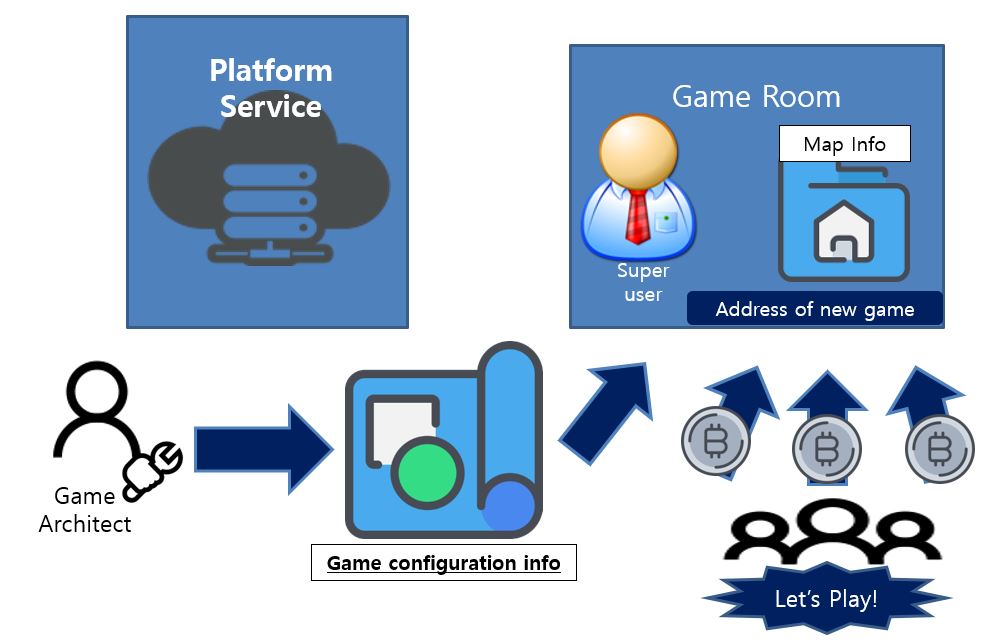 Platform
Service
Game Room
Map Info
Super
user
Address of new game
Game
Architect
Game configuration info
Let's Play!